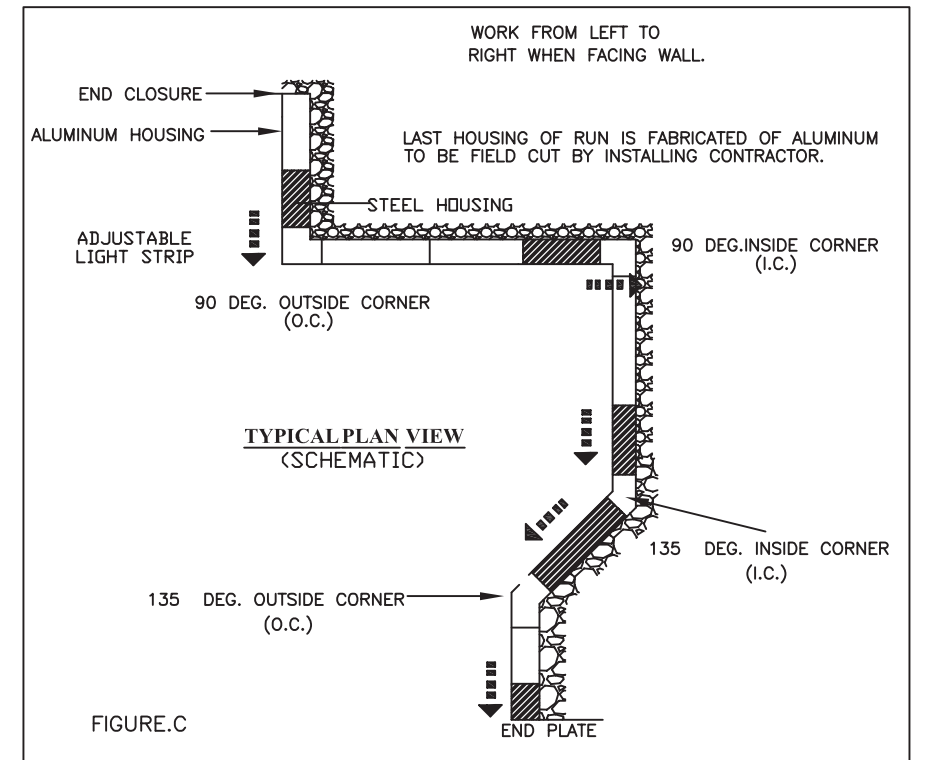 WORK FROM LEFT TO
RIGHT WHEN FACING WALL.
END CLOSURE
ALUMINUM HOUSING
LAST HOUSING OF RUN IS FABRICATED OF ALUMINUM
TO BE FIELD CUT BY INSTALLING CONTRACTOR.
STEEL HOUSING
ADJUSTABLE
LIGHT STRIP
90 DEG.INSIDE CORNER
(I.C.)
90 DEG. OUTSIDE CORNER
(O.C.)
TYPICAL PLAN VIEW
(SCHEMATIC)
135 DEG. INSIDE CORNER
(I.C.)
135 DEG. OUTSIDE CORNER
(O.C.)
FIGURE.C
END PLATE